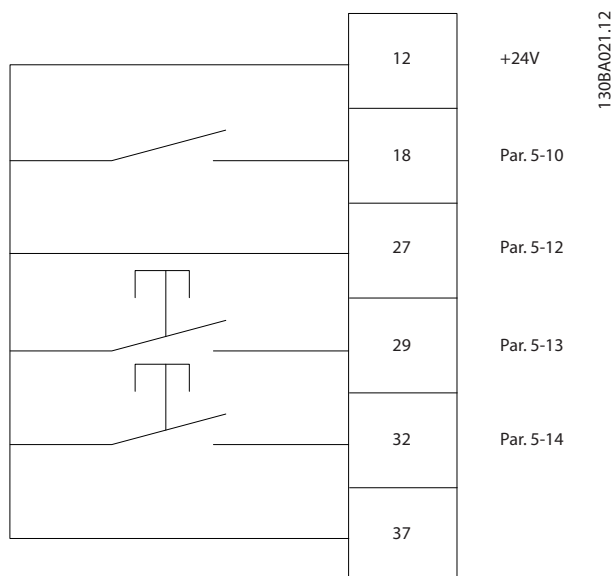 12 +24V
18 Par. 5-10
27 Par. 5-12
29 Par. 5-13
32 Par. 5-14
37
130BA021.12